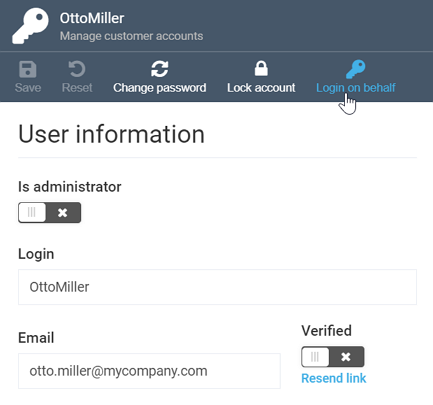 OttoMiller
Manage customer accounts
Save Reset Change password Lock account Login on behalf
User information
Is administrator
Login
OttoMiller
Email Verified
otto.miller@mycompany.com
Resend link